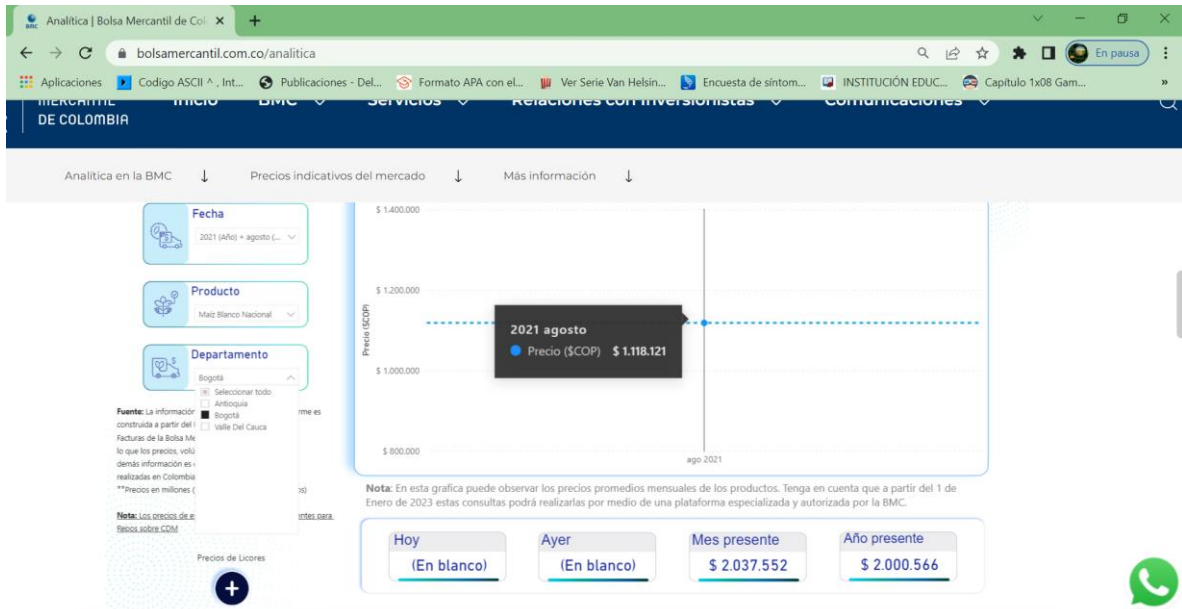 Analítica | Bolsa Mercantil de Col
bolsamercantil.com.co/analitica
En pausa
Aplicaciones
Codigo ASCII ^ , Int...
Publicaciones - Del...
Formato APA con el...
Ver Serie Van Helsin...
Encuesta de síntom...
INSTITUCIÓN EDUC...
Capítulo 1x08 Gam...
»
MERCANTIL
DE COLOMBIA
Inicio
BMC
Servicios
Relaciones con Inversionistas
Comunicaciones
Analítica en la BMC ↓
Precios indicativos del mercado ↓
Más información ↓
Fecha
2021 (Año) + agosto (...
Producto
Maíz Blanco Nacional
Departamento
Bogotá
Seleccionar todo
Antioquia
Bogotá
Valle Del Cauca
Fuente: La información
rme es
construida a partir del
Facturas de la Bolsa Me
lo que los precios, volú
demás información es
realizadas en Colombia
**Precios en millones (
os)
Nota: Los precios de e
entes para
Repos sobre CDM
Precios de Licores
+
Precio ($COP)
$ 1.400.000
$ 1.200.000
$ 1.000.000
$ 800.000
2021 agosto
Precio ($COP) $ 1.118.121
ago 2021
Nota: En esta grafica puede observar los precios promedios mensuales de los productos. Tenga en cuenta que a partir del 1 de
Enero de 2023 estas consultas podrá realizarlas por medio de una plataforma especializada y autorizada por la BMC.
Hoy
(En blanco)
Ayer
(En blanco)
Mes presente
$ 2.037.552
Año presente
$ 2.000.566